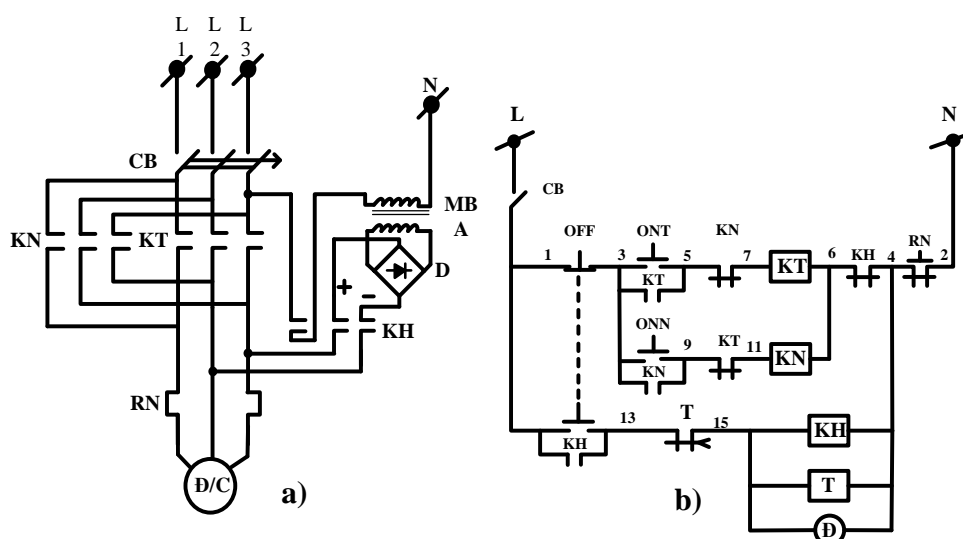 L L L
1 2 3
N
CB
MB
A
KN
KT
D
+ -
KH
RN
Đ/C
a)
L
N
CB
OFF
ONT
KN
RN
1
3
5
7
KT
6
KH
4
2
KT
ONN
9
KT
11
KN
KN
13
T
15
KH
KH
T
Đ
b)